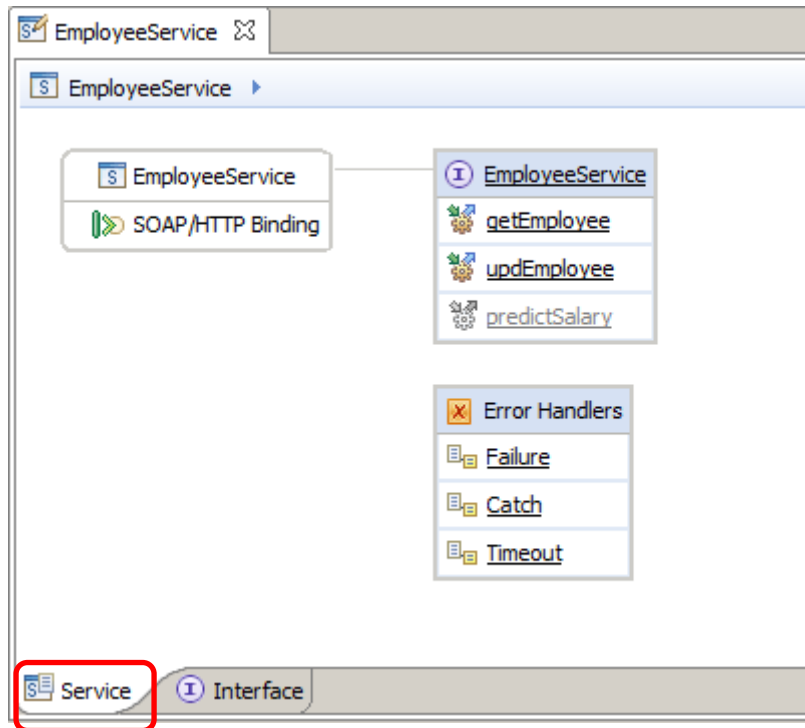 EmployeeService
EmployeeService
EmployeeService
SOAP/HTTP Binding
EmployeeService
getEmployee
updEmployee
predictSalary
Error Handlers
Failure
Catch
Timeout
Service
Interface